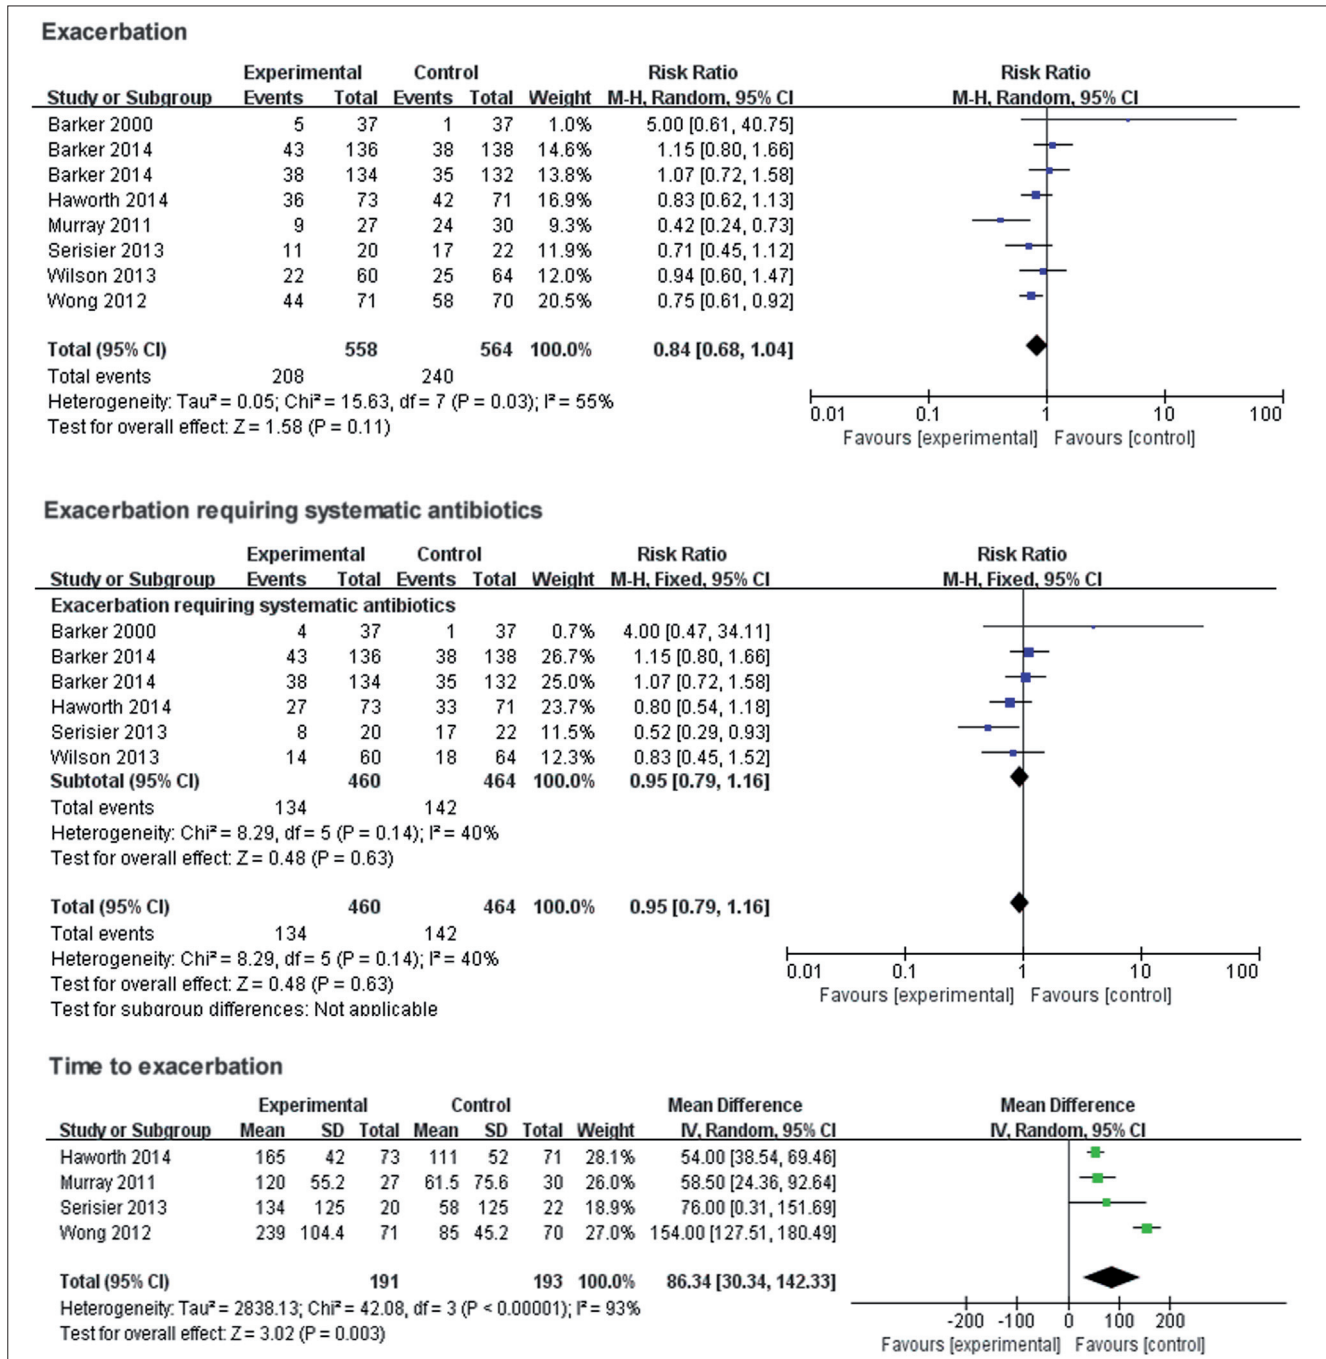 Exacerbation
Experimental Control Risk Ratio Risk Ratio
Study or Subgroup Events Total Events Total Weight M-H, Random, 95% CI M-H, Random, 95% CI
Barker 2000 5 37 1 37 1.0% 5.00 [0.61, 40.75]
Barker 2014 43 136 38 138 14.6% 1.15 [0.80, 1.66]
Barker 2014 38 134 35 132 13.8% 1.07 [0.72, 1.58]
Haworth 2014 36 73 42 71 16.9% 0.83 [0.62, 1.13]
Murray 2011 9 27 24 30 9.3% 0.42 [0.24, 0.73]
Serisier 2013 11 20 17 22 11.9% 0.71 [0.45, 1.12]
Wilson 2013 22 60 25 64 12.0% 0.94 [0.60, 1.47]
Wong 2012 44 71 58 70 20.5% 0.75 [0.61, 0.92]
Total (95% CI) 558 564 100.0% 0.84 [0.68, 1.04]
Total events 208 240
Heterogeneity: Tau² = 0.05; Chi² = 15.63, df = 7 (P = 0.03); I² = 55%
Test for overall effect: Z = 1.58 (P = 0.11)
0.01 0.1 1 10 100
Favours [experimental] Favours [control]
Exacerbation requiring systematic antibiotics
Experimental Control Risk Ratio Risk Ratio
Study or Subgroup Events Total Events Total Weight M-H, Fixed, 95% CI M-H, Fixed, 95% CI
Exacerbation requiring systematic antibiotics
Barker 2000 4 37 1 37 0.7% 4.00 [0.47, 34.11]
Barker 2014 43 136 38 138 26.7% 1.15 [0.80, 1.66]
Barker 2014 38 134 35 132 25.0% 1.07 [0.72, 1.58]
Haworth 2014 27 73 33 71 23.7% 0.80 [0.54, 1.18]
Serisier 2013 8 20 17 22 11.5% 0.52 [0.29, 0.93]
Wilson 2013 14 60 18 64 12.3% 0.83 [0.45, 1.52]
Subtotal (95% CI) 460 464 100.0% 0.95 [0.79, 1.16]
Total events 134 142
Heterogeneity: Chi² = 8.29, df = 5 (P = 0.14); I² = 40%
Test for overall effect: Z = 0.48 (P = 0.63)
Total (95% CI) 460 464 100.0% 0.95 [0.79, 1.16]
Total events 134 142
Heterogeneity: Chi² = 8.29, df = 5 (P = 0.14); I² = 40%
Test for overall effect: Z = 0.48 (P = 0.63)
Test for subgroup differences: Not applicable
0.01 0.1 1 10 100
Favours [experimental] Favours [control]
Time to exacerbation
Experimental Control Mean Difference Mean Difference
Study or Subgroup Mean SD Total Mean SD Total Weight IV, Random, 95% CI IV, Random, 95% CI
Haworth 2014 165 42 73 111 52 71 28.1% 54.00 [38.54, 69.46]
Murray 2011 120 55.2 27 61.5 75.6 30 26.0% 58.50 [24.36, 92.64]
Serisier 2013 134 125 20 58 125 22 18.9% 76.00 [0.31, 151.69]
Wong 2012 239 104.4 71 85 45.2 70 27.0% 154.00 [127.51, 180.49]
Total (95% CI) 191 193 100.0% 86.34 [30.34, 142.33]
Heterogeneity: Tau² = 2838.13; Chi² = 42.08, df = 3 (P < 0.00001); I² = 93%
Test for overall effect: Z = 3.02 (P = 0.003)
-200 -100 0 100 200
Favours [experimental] Favours [control]